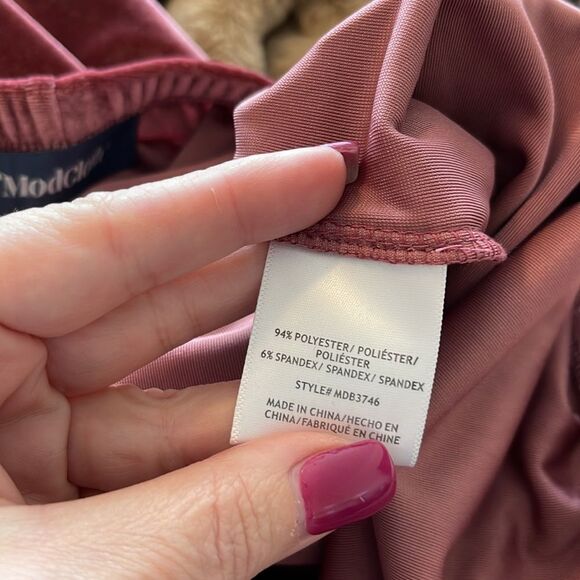 ModCloth
94% POLYESTER/ POLIÉSTER/
POLIÉSTER
6% SPANDEX/ SPANDEX/ SPANDEX
STYLE# MDB3746
MADE IN CHINA/HECHO EN
CHINA/FABRIQUÉ EN CHINE